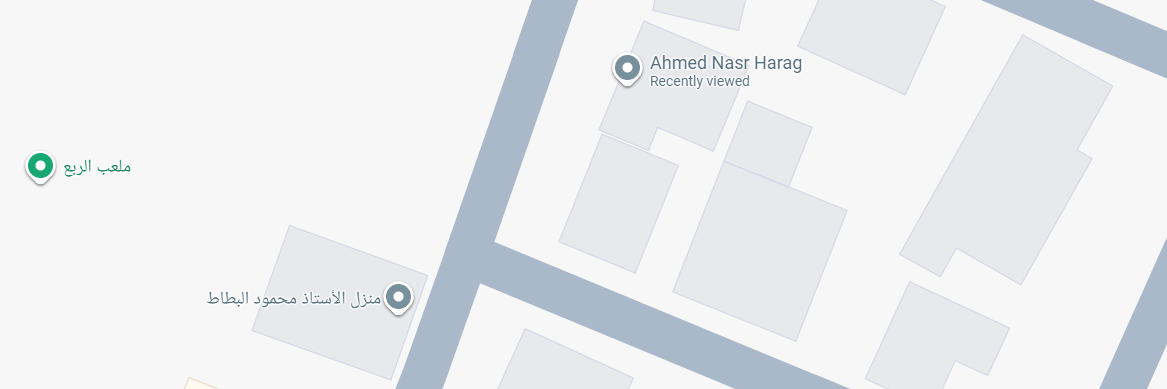 Ahmed Nasr Harag
Recently viewed
ملعب الربع
منزل الأستاذ محمود البطاط